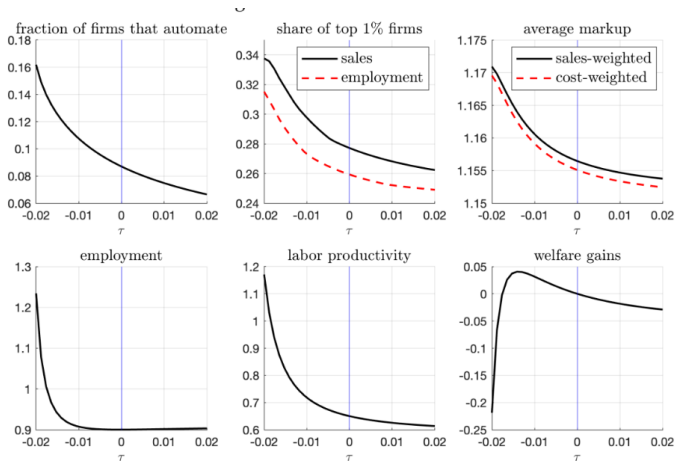 fraction of firms that automate
0.18
0.16
0.14
0.12
0.1
0.08
0.06
-0.02 -0.01 0 0.01 0.02
τ
share of top 1% firms
sales
employment
0.34
0.32
0.3
0.28
0.26
0.24
-0.02 -0.01 0 0.01 0.02
τ
average markup
sales-weighted
cost-weighted
1.175
1.17
1.165
1.16
1.155
1.15
-0.02 -0.01 0 0.01 0.02
τ
employment
1.3
1.2
1.1
1
0.9
-0.02 -0.01 0 0.01 0.02
τ
labor productivity
1.2
1.1
1
0.9
0.8
0.7
0.6
-0.02 -0.01 0 0.01 0.02
τ
welfare gains
0.05
0
-0.05
-0.1
-0.15
-0.2
-0.25
-0.02 -0.01 0 0.01 0.02
τ